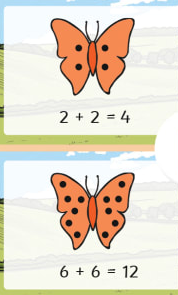 2 + 2 = 4
6 + 6 = 12